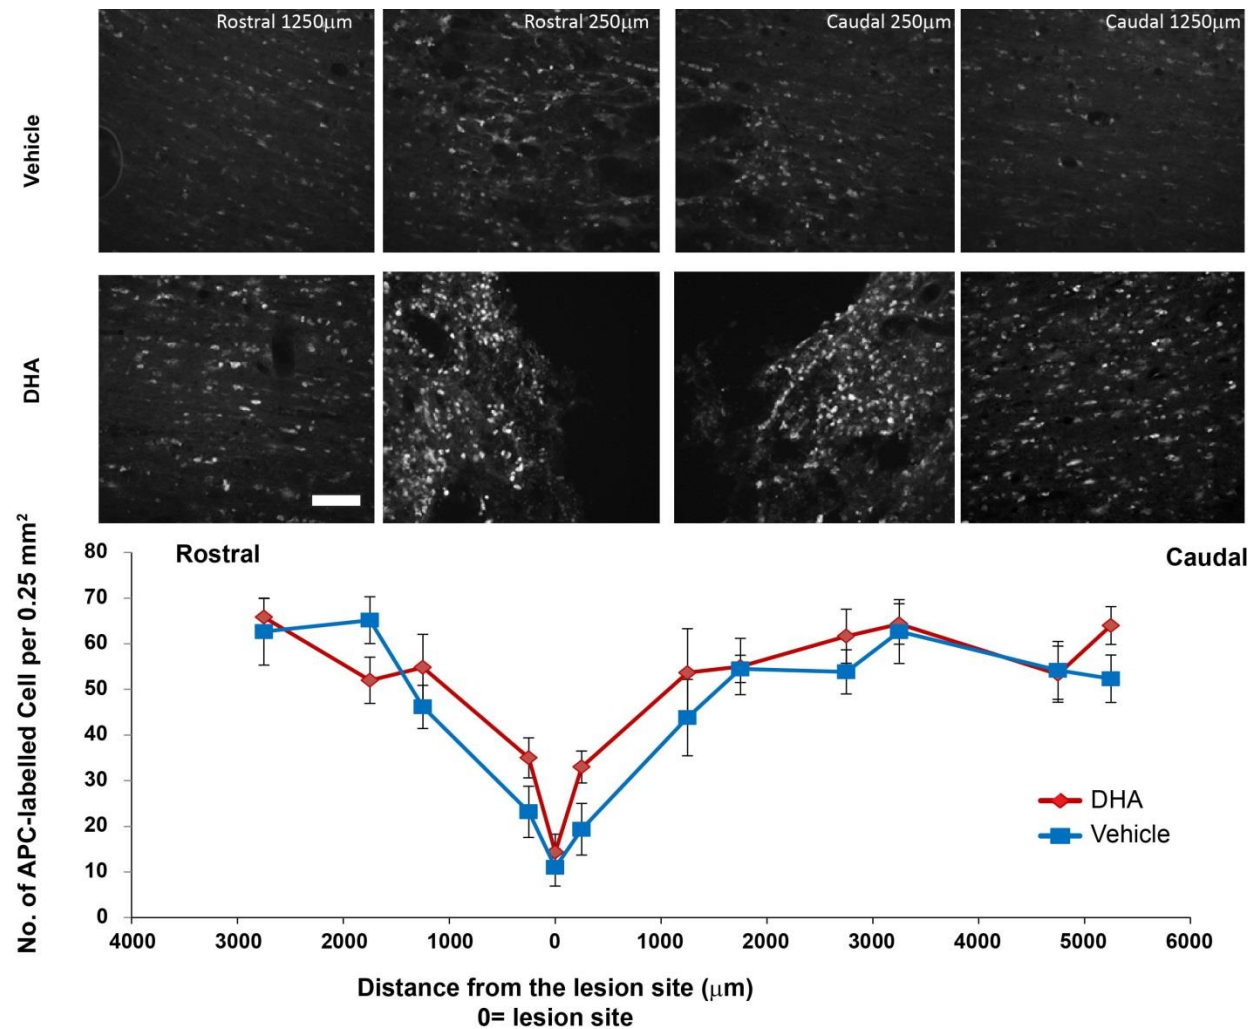 Rostral 1250μm
Rostral 250μm
Caudal 250μm
Caudal 1250μm
Vehicle
DHA
No. of APC-labelled Cell per 0.25 mm²
Rostral
Caudal
80
70
60
50
40
30
20
10
0
DHA
Vehicle
4000 3000 2000 1000 0 1000 2000 3000 4000 5000 6000
Distance from the lesion site (μm)
0= lesion site